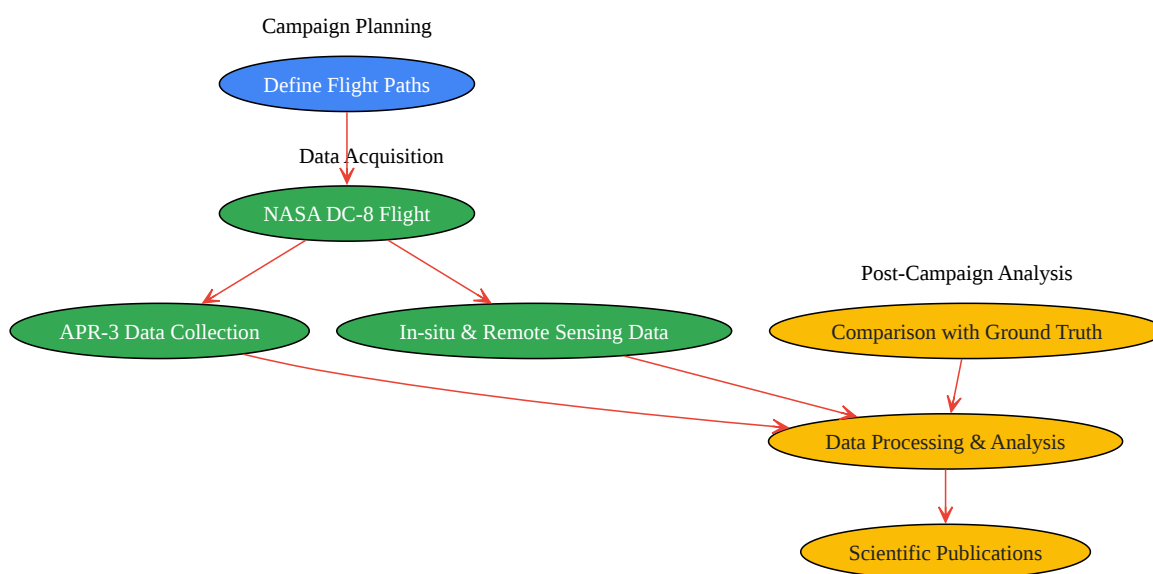 Campaign Planning
Define Flight Paths
Data Acquisition
NASA DC-8 Flight
Post-Campaign Analysis
APR-3 Data Collection
In-situ & Remote Sensing Data
Comparison with Ground Truth
Data Processing & Analysis
Scientific Publications